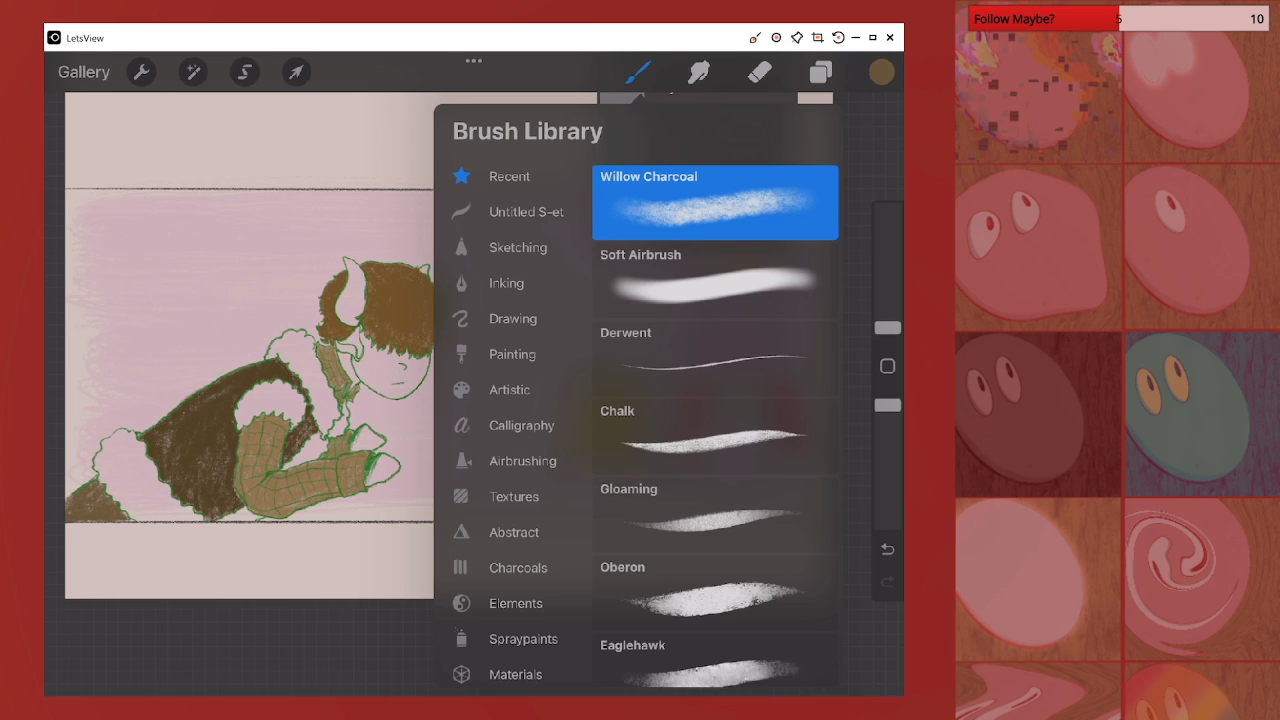 LetsView
Gallery
Brush Library
Recent
Untitled S-et
Sketching
Inking
Drawing
Painting
Artistic
Calligraphy
Airbrushing
Textures
Abstract
Charcoals
Elements
Spraypaints
Materials
Willow Charcoal
Soft Airbrush
Derwent
Chalk
Gloaming
Oberon
Eaglehawk
Follow Maybe? 5 10